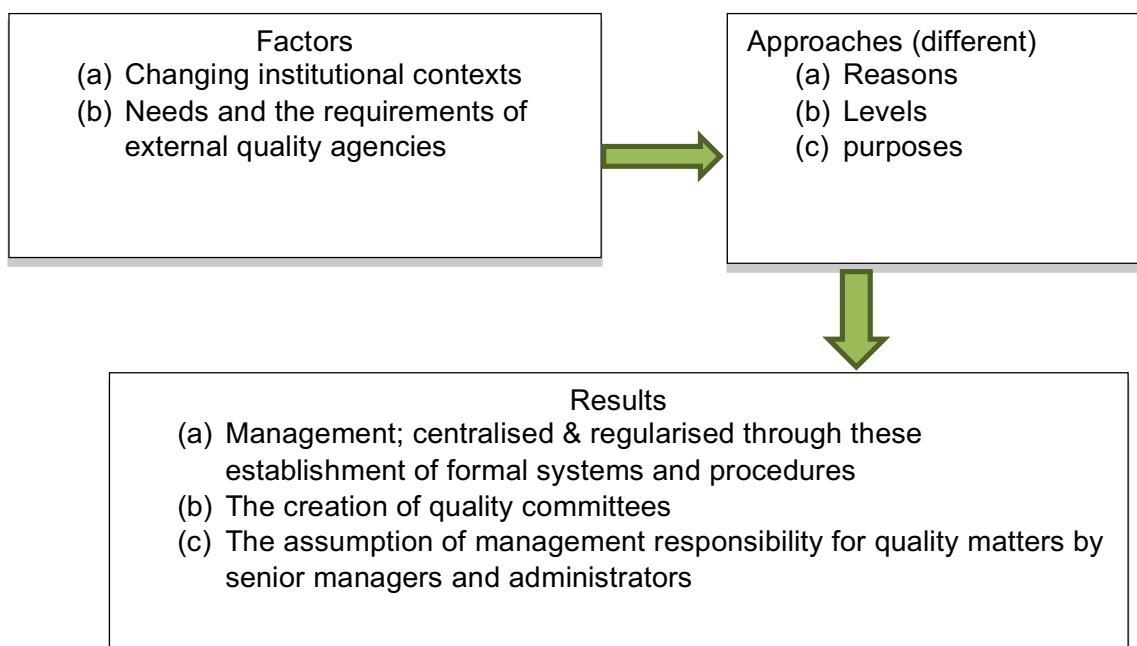 Factors
(a) Changing institutional contexts
(b) Needs and the requirements of
external quality agencies
Approaches (different)
(a) Reasons
(b) Levels
(c) purposes
Results
(a) Management; centralised & regularised through these
establishment of formal systems and procedures
(b) The creation of quality committees
(c) The assumption of management responsibility for quality matters by
senior managers and administrators